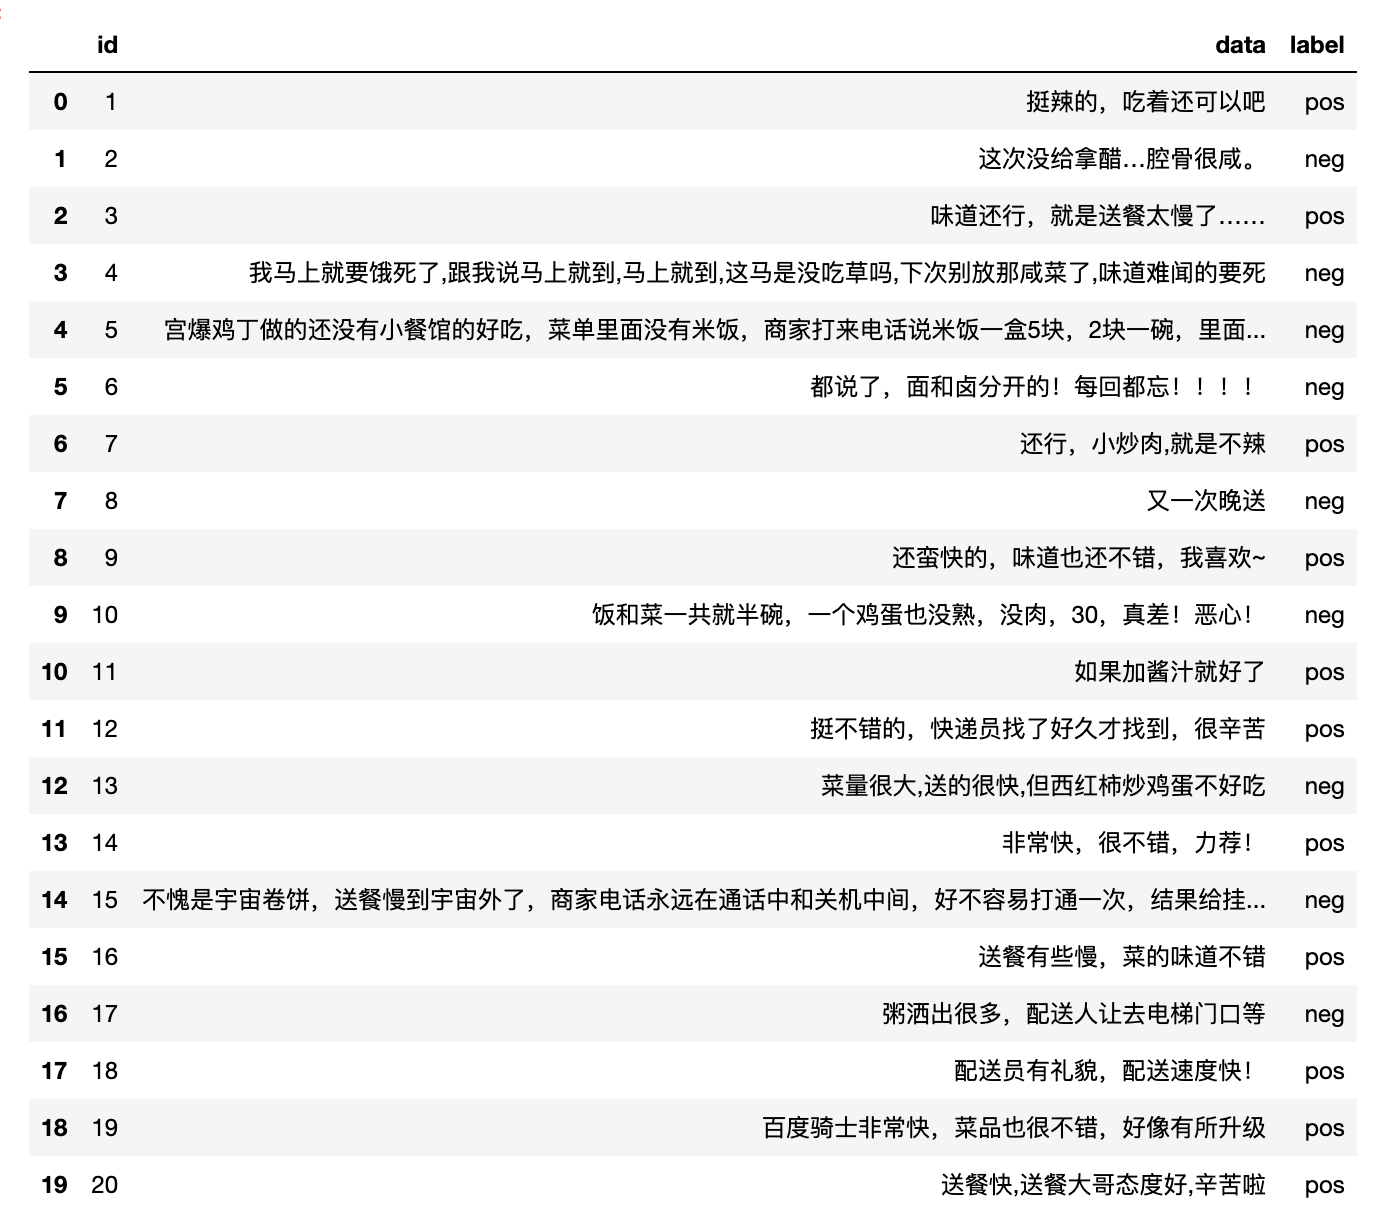 id data label
0 1 挺辣的，吃着还可以吧 pos
1 2 这次没给拿醋…腔骨很咸。 neg
2 3 味道还行，就是送餐太慢了…… pos
3 4 我马上就要饿死了,跟我说马上就到,马上就到,这马是没吃草吗,下次别放那咸菜了,味道难闻的要死 neg
4 5 宫爆鸡丁做的还没有小餐馆的好吃，菜单里面没有米饭，商家打来电话说米饭一盒5块，2块一碗，里面... neg
5 6 都说了，面和卤分开的！每回都忘！！！！ neg
6 7 还行，小炒肉,就是不辣 pos
7 8 又一次晚送 neg
8 9 还蛮快的，味道也还不错，我喜欢~ pos
9 10 饭和菜一共就半碗，一个鸡蛋也没熟，没肉，30，真差！恶心！ neg
10 11 如果加酱汁就好了 pos
11 12 挺不错的，快递员找了好久才找到，很辛苦 pos
12 13 菜量很大,送的很快,但西红柿炒鸡蛋不好吃 neg
13 14 非常快，很不错，力荐！ pos
14 15 不愧是宇宙卷饼，送餐慢到宇宙外了，商家电话永远在通话中和关机中间，好不容易打通一次，结果给挂... neg
15 16 送餐有些慢，菜的味道不错 pos
16 17 粥洒出很多，配送人让去电梯门口等 neg
17 18 配送员有礼貌，配送速度快！ pos
18 19 百度骑士非常快，菜品也很不错，好像有所升级 pos
19 20 送餐快,送餐大哥态度好,辛苦啦 pos